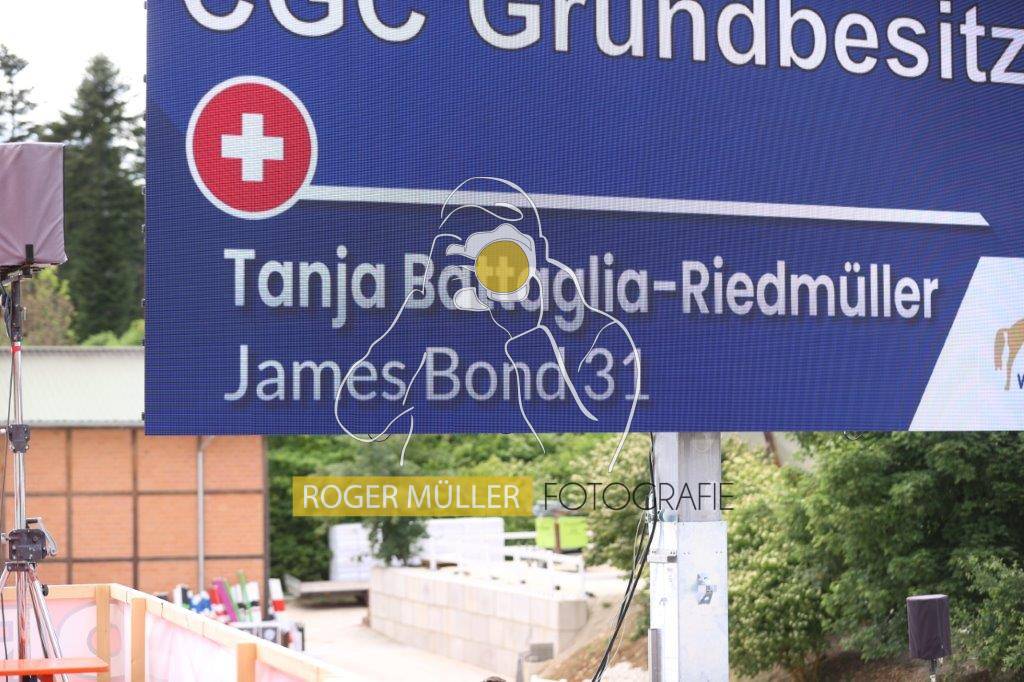 CGC Grundbesitz
Tanja Battaglia-Riedmüller
James Bond 31
ROGER MÜLLER FOTOGRAFIE